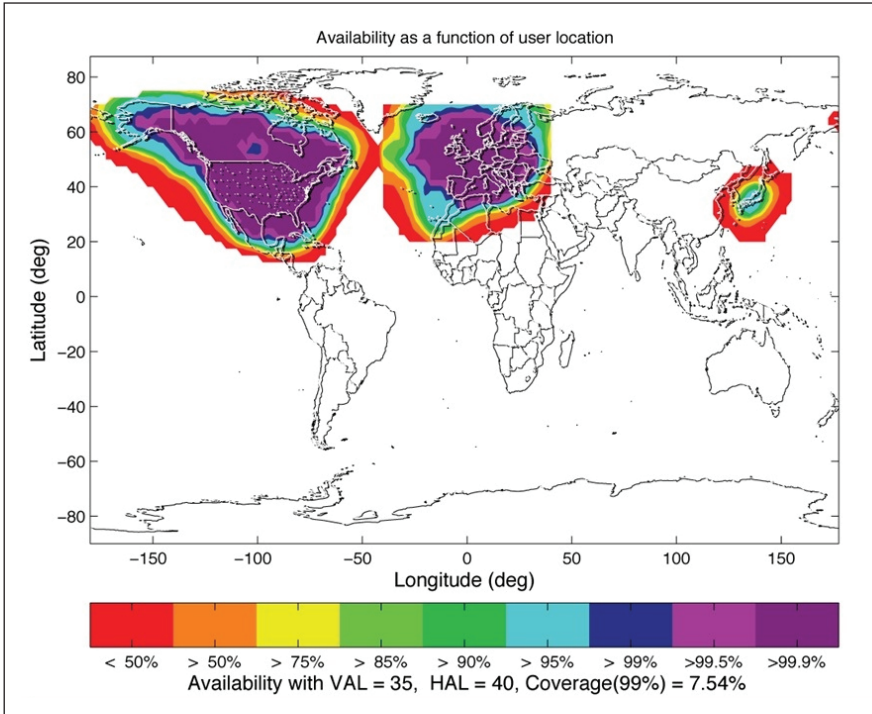 Availability as a function of user location
Latitude (deg)
80
60
40
20
0
−20
−40
−60
−80
−150 −100 −50 0 50 100 150
Longitude (deg)
< 50% > 50% > 75% > 85% > 90% > 95% > 99% >99.5% >99.9%
Availability with VAL = 35, HAL = 40, Coverage(99%) = 7.54%